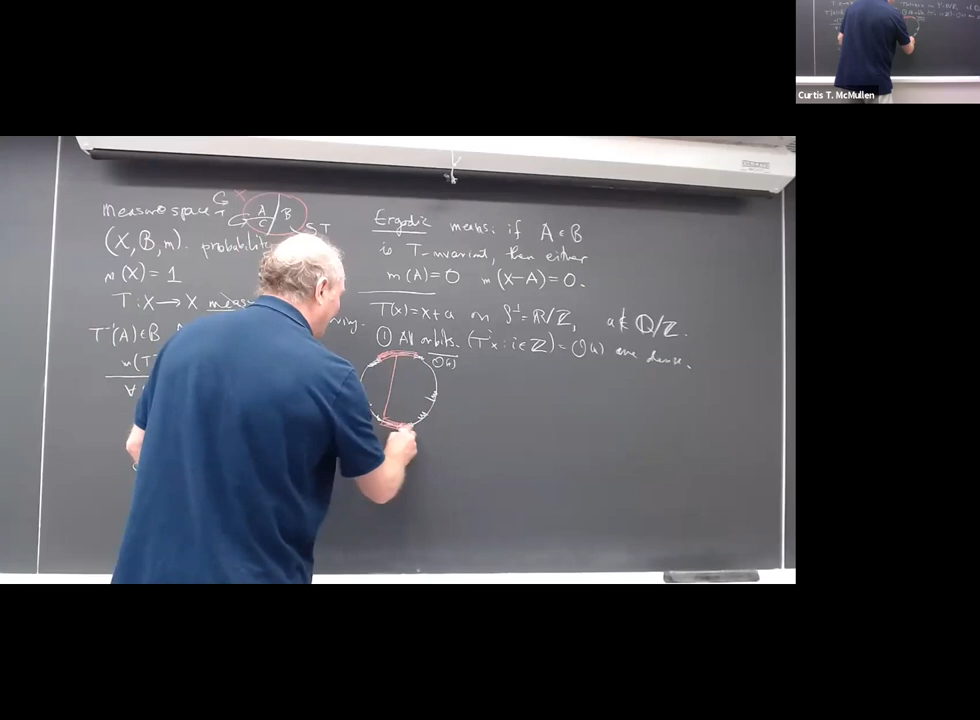 Curtis T. McMullen
measure space
G
X
A
B
C
T
(X, B, m). probability
m(X) = 1
T: X → X
T⁻¹(A) ∈ B
Ergodic means: if A ∈ B
is T-invariant, then either
m(A) = 0 m(X-A) = 0.
T(x) = x+a on S¹ = ℝ/ℤ, a ∉ ℚ/ℤ.
① All orbits (Tⁱx : i ∈ ℤ) = O(x) are dense.